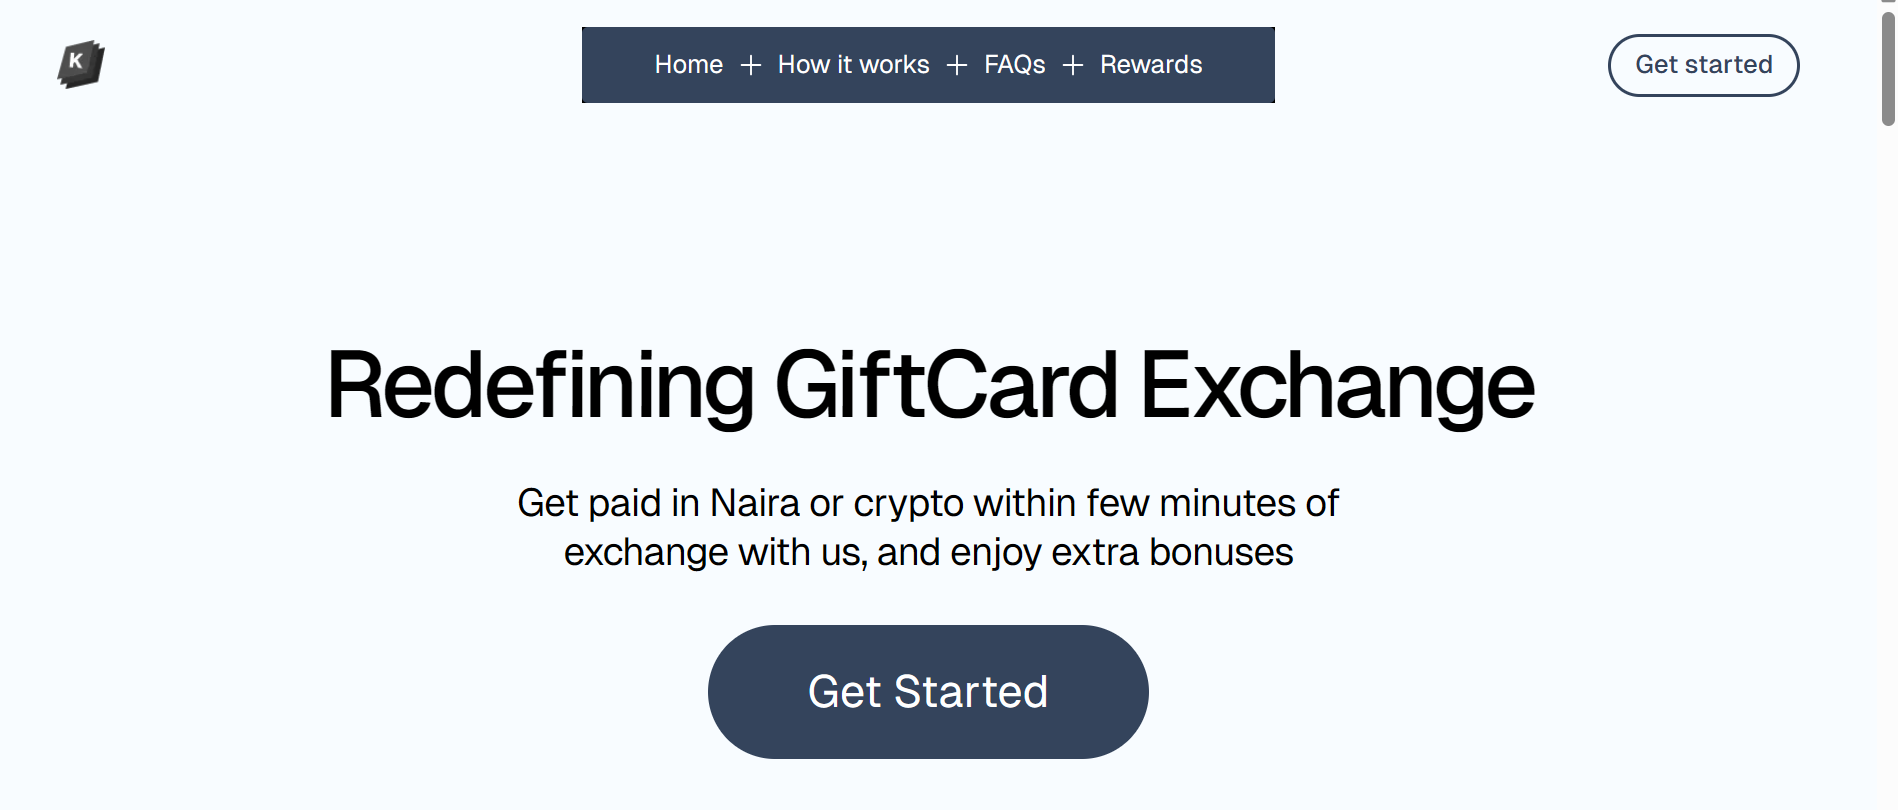 K
Home + How it works + FAQs + Rewards
Get started
Redefining GiftCard Exchange
Get paid in Naira or crypto within few minutes of
exchange with us, and enjoy extra bonuses
Get Started